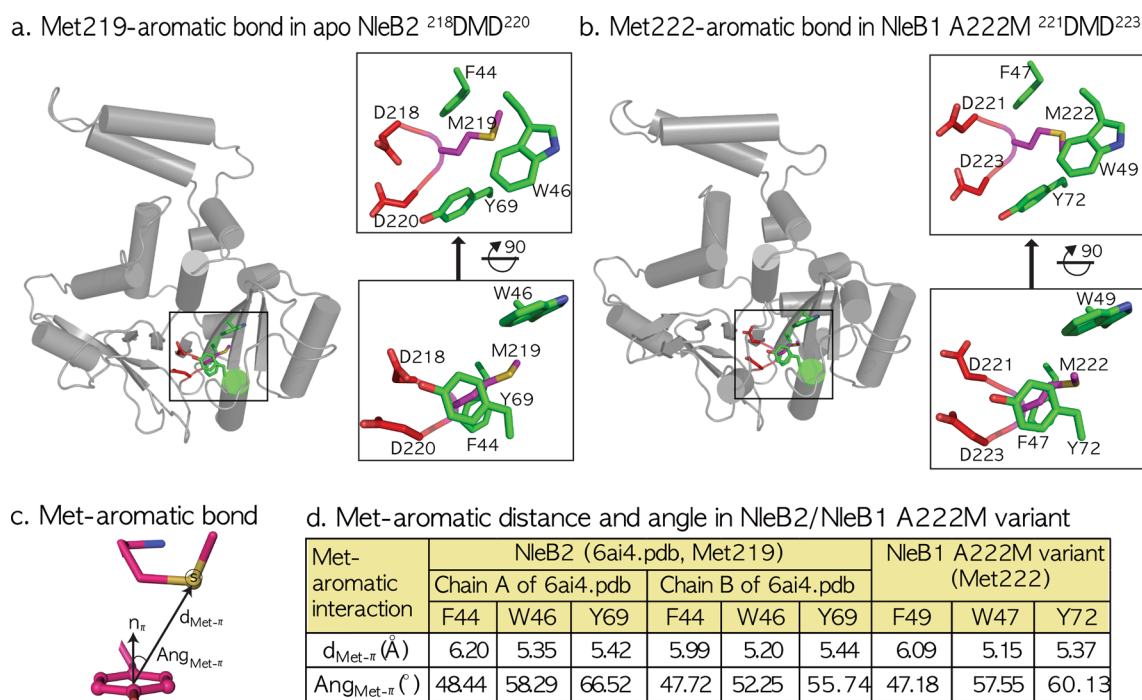 a. Met219-aromatic bond in apo NleB2 ²¹⁸DMD²²⁰
F44
D218
M219
D220
Y69
W46
90
W46
D218
M219
Y69
D220
F44
b. Met222-aromatic bond in NleB1 A222M ²²¹DMD²²³
F47
D221
M222
D223
W49
Y72
90
W49
D221
M222
D223
F47
Y72
c. Met-aromatic bond
S
d_Met-π
n_π
Ang_Met-π
d. Met-aromatic distance and angle in NleB2/NleB1 A222M variant
Met-aromatic interaction | NleB2 (6ai4.pdb, Met219) | NleB1 A222M variant (Met222)
Chain A of 6ai4.pdb | Chain B of 6ai4.pdb
F44 | W46 | Y69 | F44 | W46 | Y69 | F49 | W47 | Y72
d_Met-π (Å) | 6.20 | 5.35 | 5.42 | 5.99 | 5.20 | 5.44 | 6.09 | 5.15 | 5.37
Ang_Met-π (°) | 48.44 | 58.29 | 66.52 | 47.72 | 52.25 | 55.74 | 47.18 | 57.55 | 60.13